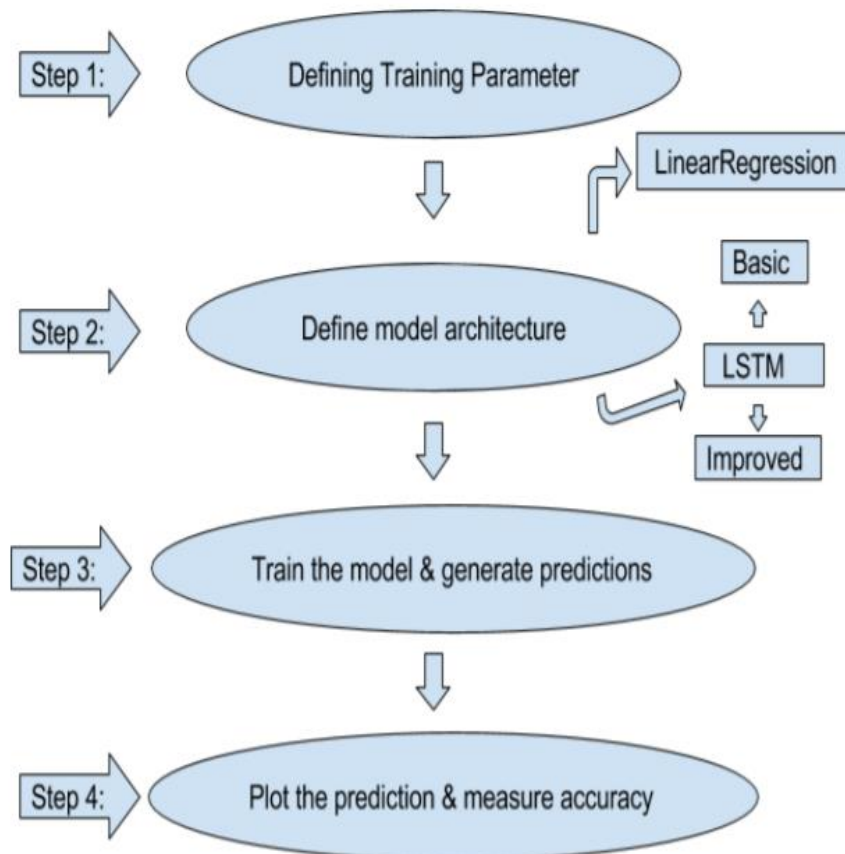 Step 1:
Defining Training Parameter
LinearRegression
Basic
Step 2:
Define model architecture
LSTM
Improved
Step 3:
Train the model & generate predictions
Step 4:
Plot the prediction & measure accuracy